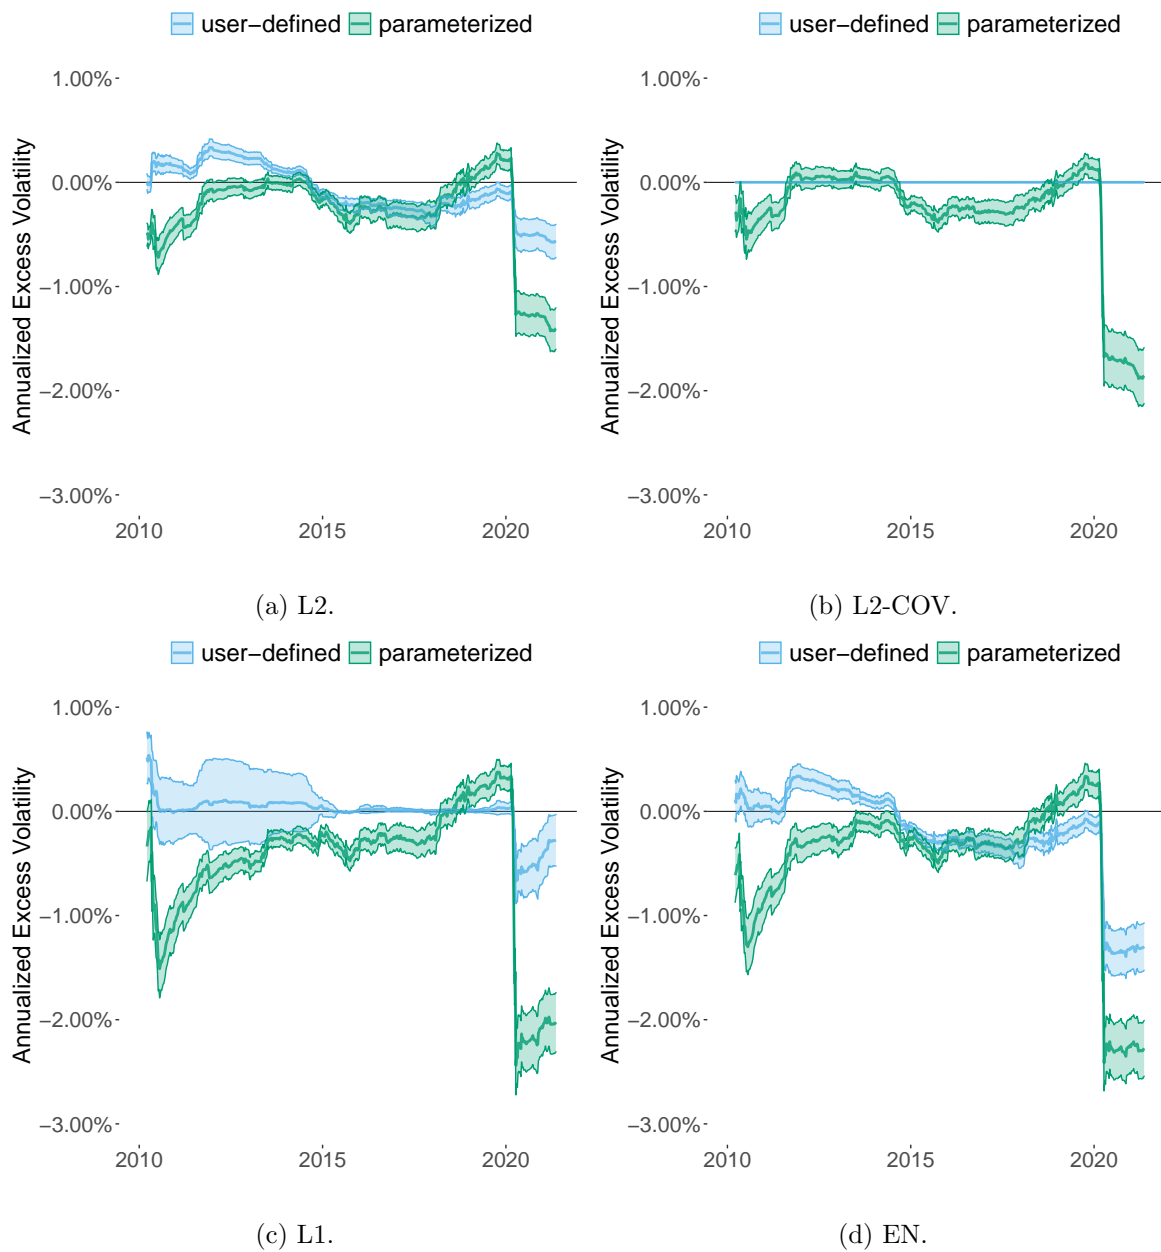 user−defined parameterized
Annualized Excess Volatility
1.00%
0.00%
−1.00%
−2.00%
−3.00%
2010 2015 2020
(a) L2.
user−defined parameterized
Annualized Excess Volatility
1.00%
0.00%
−1.00%
−2.00%
−3.00%
2010 2015 2020
(b) L2-COV.
user−defined parameterized
Annualized Excess Volatility
1.00%
0.00%
−1.00%
−2.00%
−3.00%
2010 2015 2020
(c) L1.
user−defined parameterized
Annualized Excess Volatility
1.00%
0.00%
−1.00%
−2.00%
−3.00%
2010 2015 2020
(d) EN.